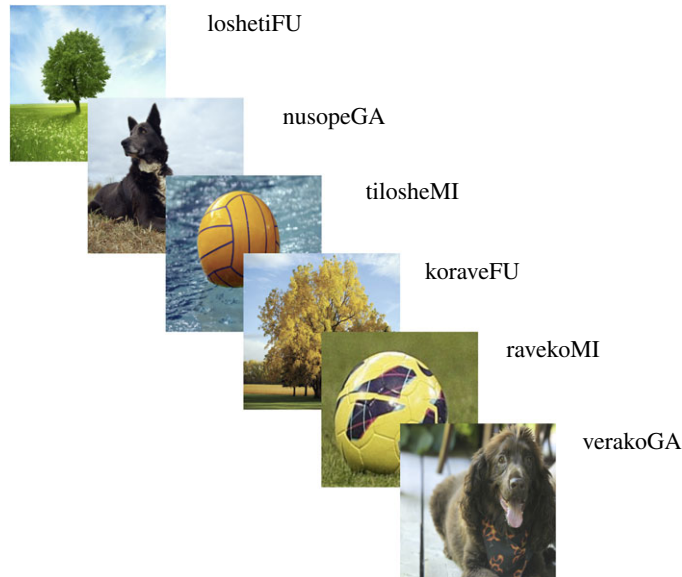 loshetiFU
nusopeGA
tilosheMI
koraveFU
ravekoMI
verakoGA